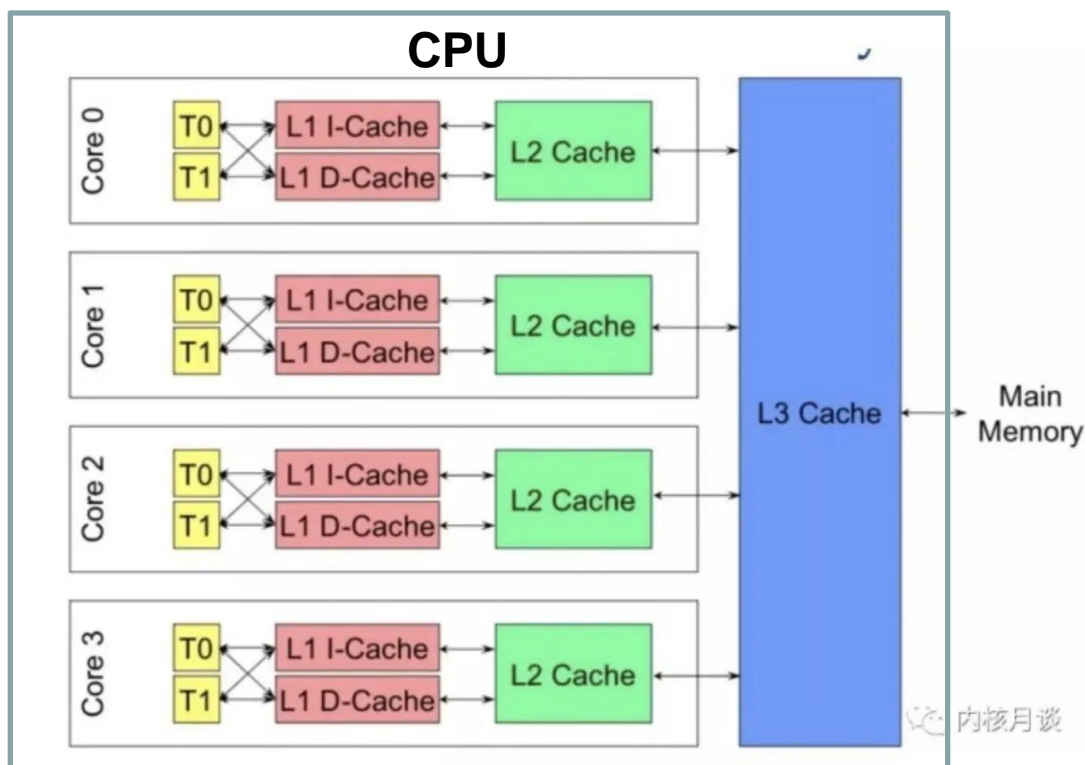 CPU
Core 0
T0
T1
L1 I-Cache
L1 D-Cache
L2 Cache
Core 1
T0
T1
L1 I-Cache
L1 D-Cache
L2 Cache
Core 2
T0
T1
L1 I-Cache
L1 D-Cache
L2 Cache
Core 3
T0
T1
L1 I-Cache
L1 D-Cache
L2 Cache
L3 Cache
Main
Memory
内核月谈